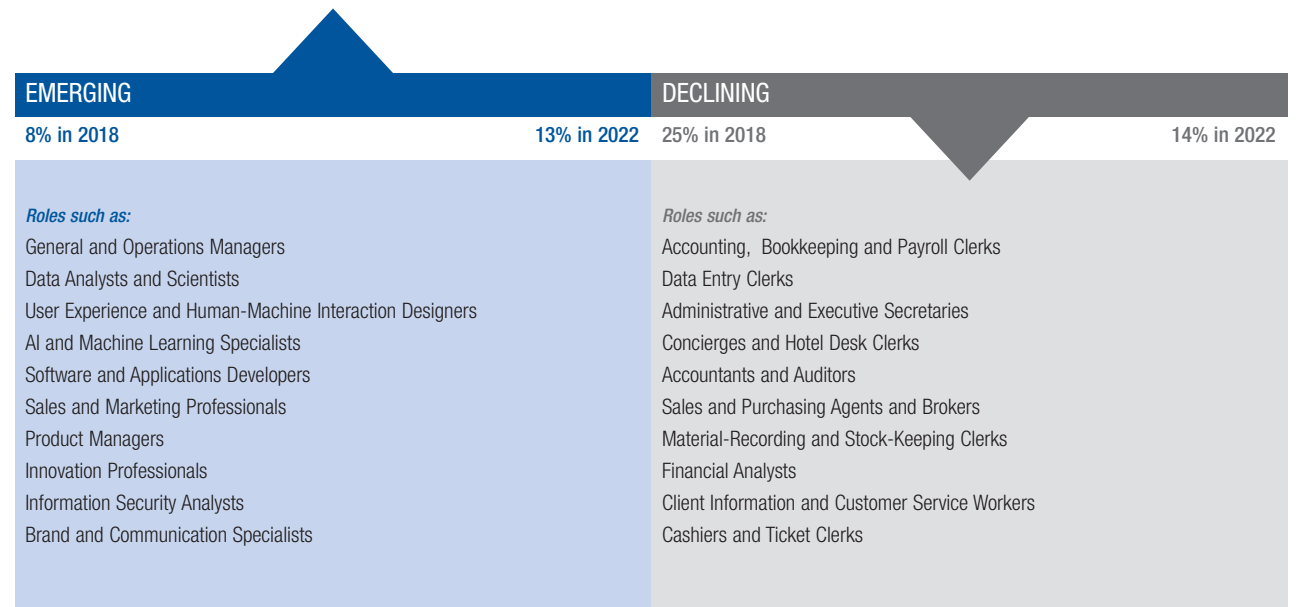 EMERGING
8% in 2018
13% in 2022
Roles such as:
General and Operations Managers
Data Analysts and Scientists
User Experience and Human-Machine Interaction Designers
AI and Machine Learning Specialists
Software and Applications Developers
Sales and Marketing Professionals
Product Managers
Innovation Professionals
Information Security Analysts
Brand and Communication Specialists
DECLINING
25% in 2018
14% in 2022
Roles such as:
Accounting, Bookkeeping and Payroll Clerks
Data Entry Clerks
Administrative and Executive Secretaries
Concierges and Hotel Desk Clerks
Accountants and Auditors
Sales and Purchasing Agents and Brokers
Material-Recording and Stock-Keeping Clerks
Financial Analysts
Client Information and Customer Service Workers
Cashiers and Ticket Clerks